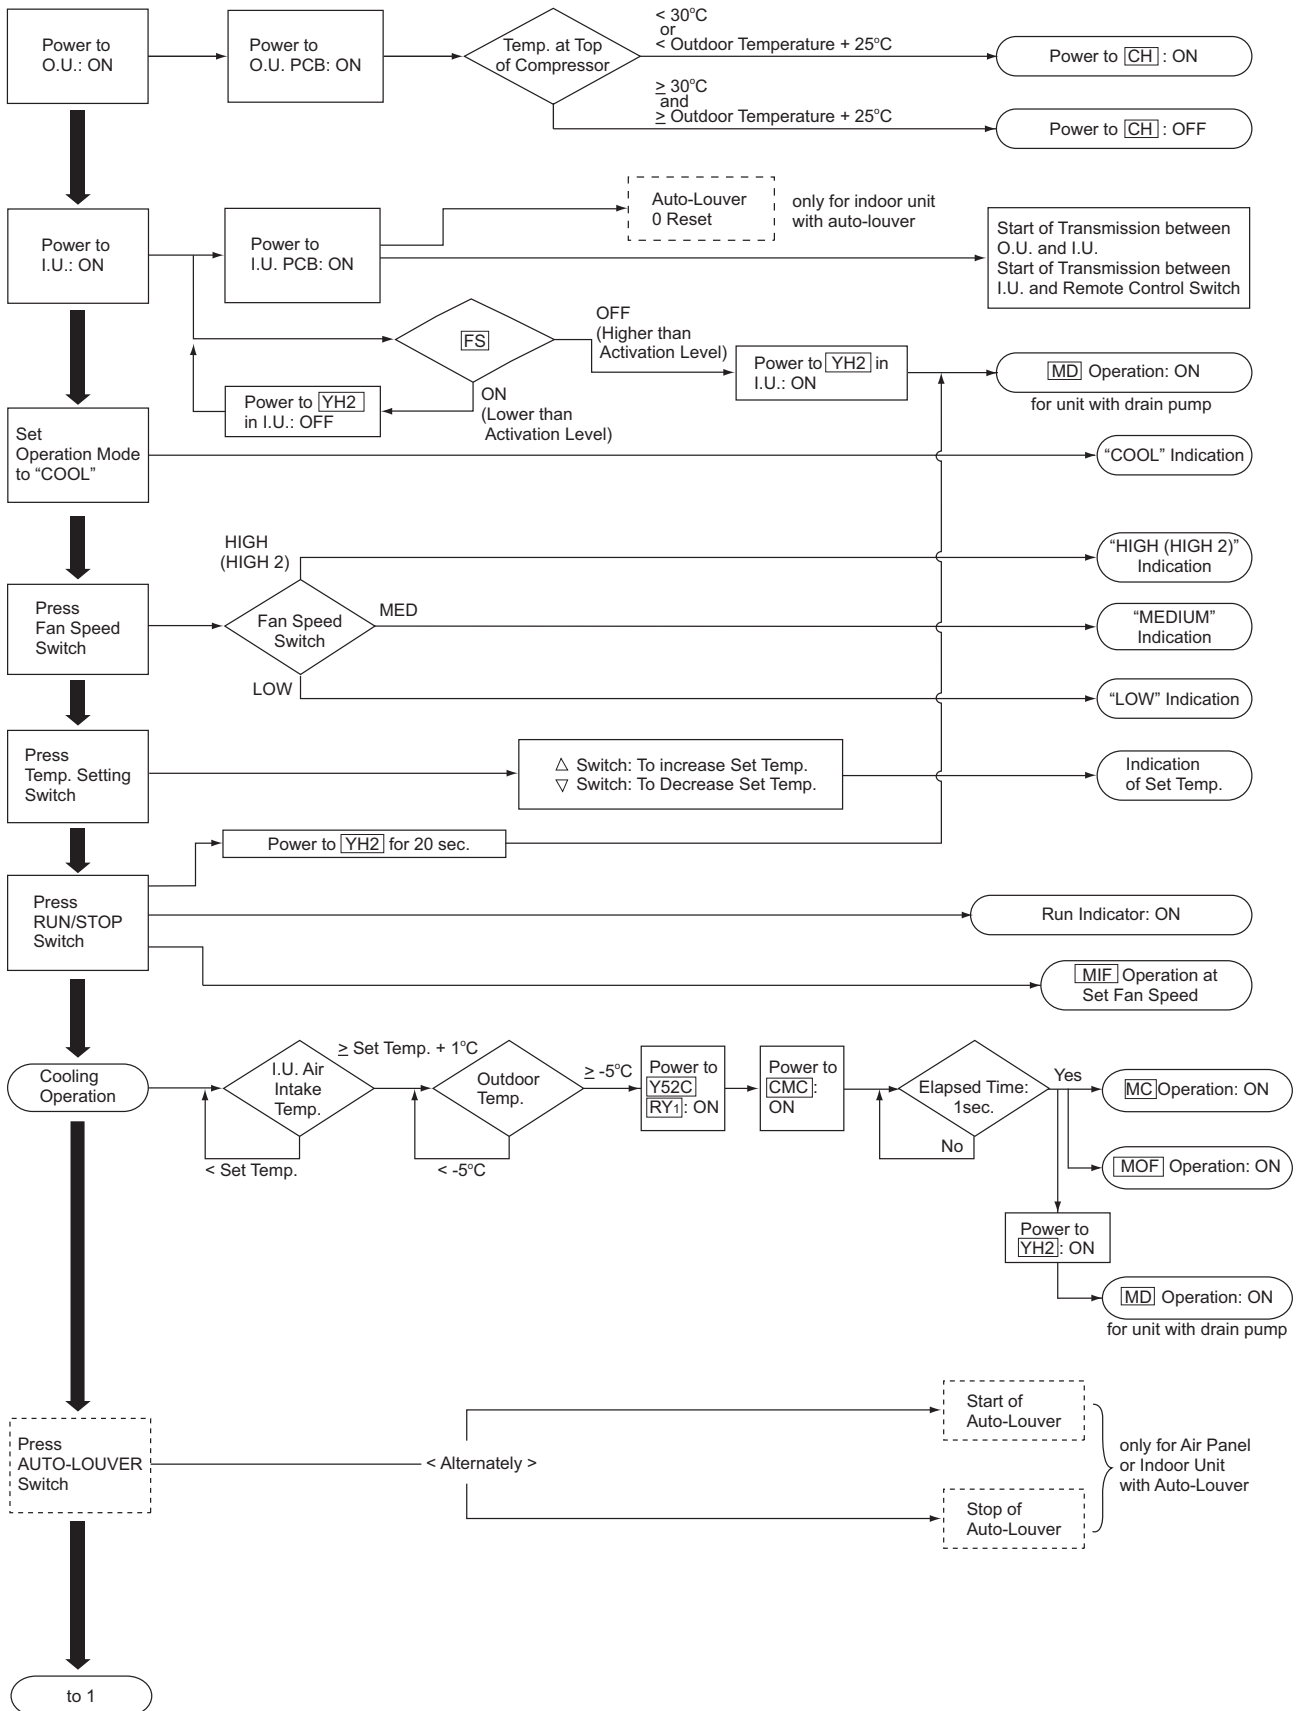 Power to
O.U.: ON
Power to
O.U. PCB: ON
Temp. at Top
of Compressor
< 30°C
or
< Outdoor Temperature + 25°C
Power to CH : ON
≥ 30°C
and
≥ Outdoor Temperature + 25°C
Power to CH : OFF
Power to
I.U.: ON
Power to
I.U. PCB: ON
Auto-Louver
0 Reset
only for indoor unit
with auto-louver
Start of Transmission between
O.U. and I.U.
Start of Transmission between
I.U. and Remote Control Switch
FS
OFF
(Higher than
Activation Level)
Power to YH2 in
I.U.: ON
MD Operation: ON
for unit with drain pump
ON
(Lower than
Activation Level)
Power to YH2
in I.U.: OFF
Set
Operation Mode
to “COOL”
“COOL” Indication
Press
Fan Speed
Switch
Fan Speed
Switch
HIGH
(HIGH 2)
“HIGH (HIGH 2)”
Indication
MED
“MEDIUM”
Indication
LOW
“LOW” Indication
Press
Temp. Setting
Switch
△ Switch: To increase Set Temp.
▽ Switch: To Decrease Set Temp.
Indication
of Set Temp.
Power to YH2 for 20 sec.
Press
RUN/STOP
Switch
Run Indicator: ON
MIF Operation at
Set Fan Speed
Cooling
Operation
I.U. Air
Intake
Temp.
≥ Set Temp. + 1°C
< Set Temp.
Outdoor
Temp.
≥ -5°C
< -5°C
Power to
Y52C
RY1: ON
Power to
CMC:
ON
Elapsed Time:
1sec.
Yes
No
MC Operation: ON
MOF Operation: ON
Power to
YH2: ON
MD Operation: ON
for unit with drain pump
Press
AUTO-LOUVER
Switch
< Alternately >
Start of
Auto-Louver
Stop of
Auto-Louver
only for Air Panel
or Indoor Unit
with Auto-Louver
to 1